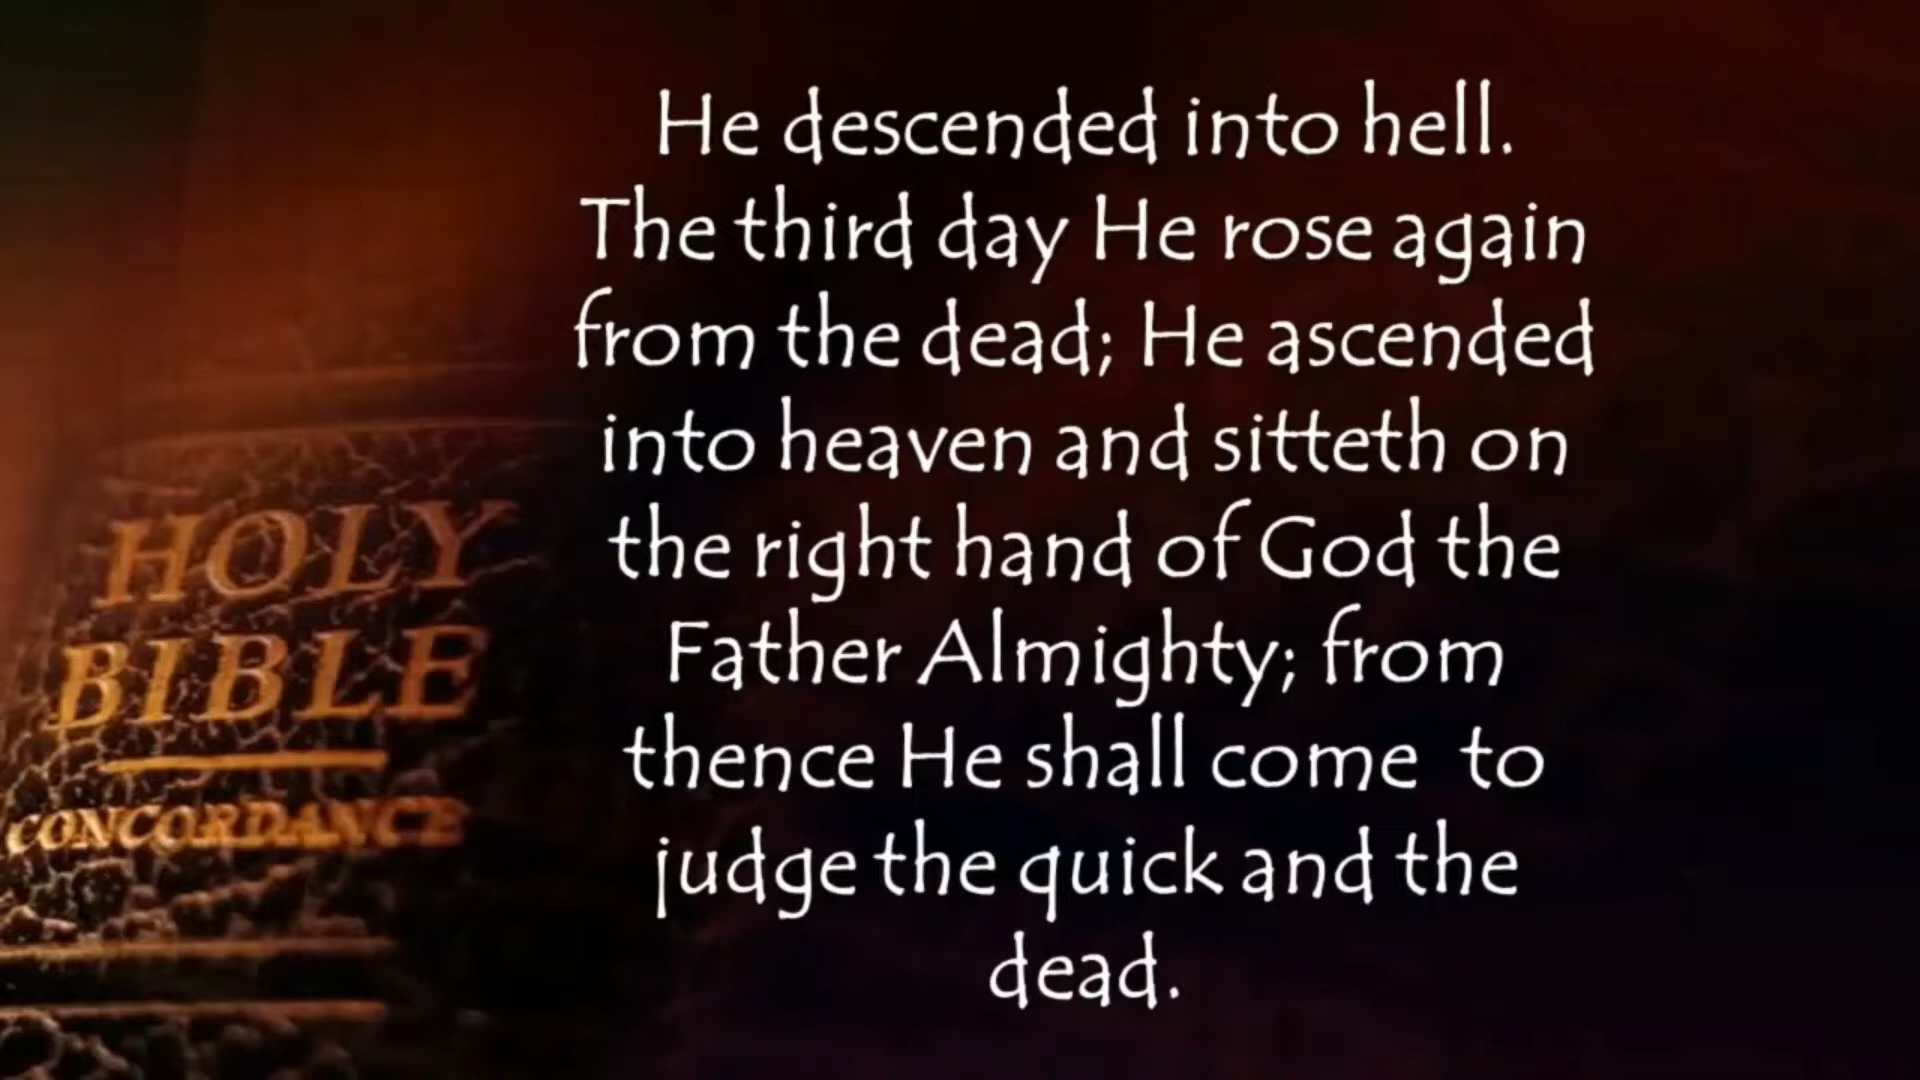 He descended into hell.
The third day He rose again
from the dead; He ascended
into heaven and sitteth on
the right hand of God the
Father Almighty; from
thence He shall come  to
judge the quick and the
dead.
HOLY
BIBLE
CONCORDANCE